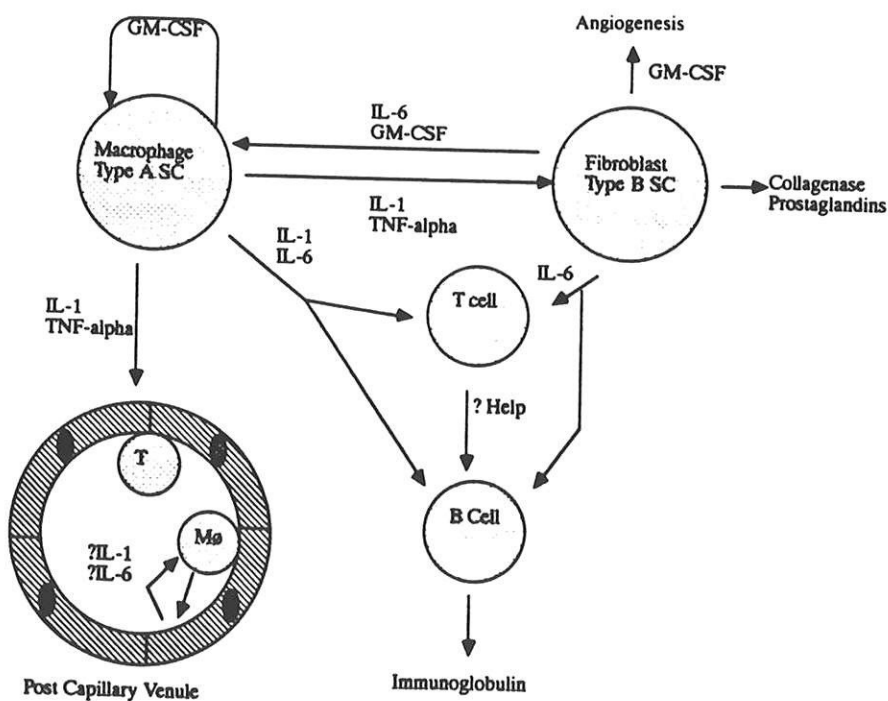 GM-CSF
Angiogenesis
GM-CSF
IL-6
GM-CSF
Macrophage
Type A SC
Fibroblast
Type B SC
Collagenase
Prostaglandins
IL-1
TNF-alpha
IL-1
IL-6
IL-6
T cell
IL-1
TNF-alpha
? Help
T
B Cell
Mø
?IL-1
?IL-6
Post Capillary Venule
Immunoglobulin